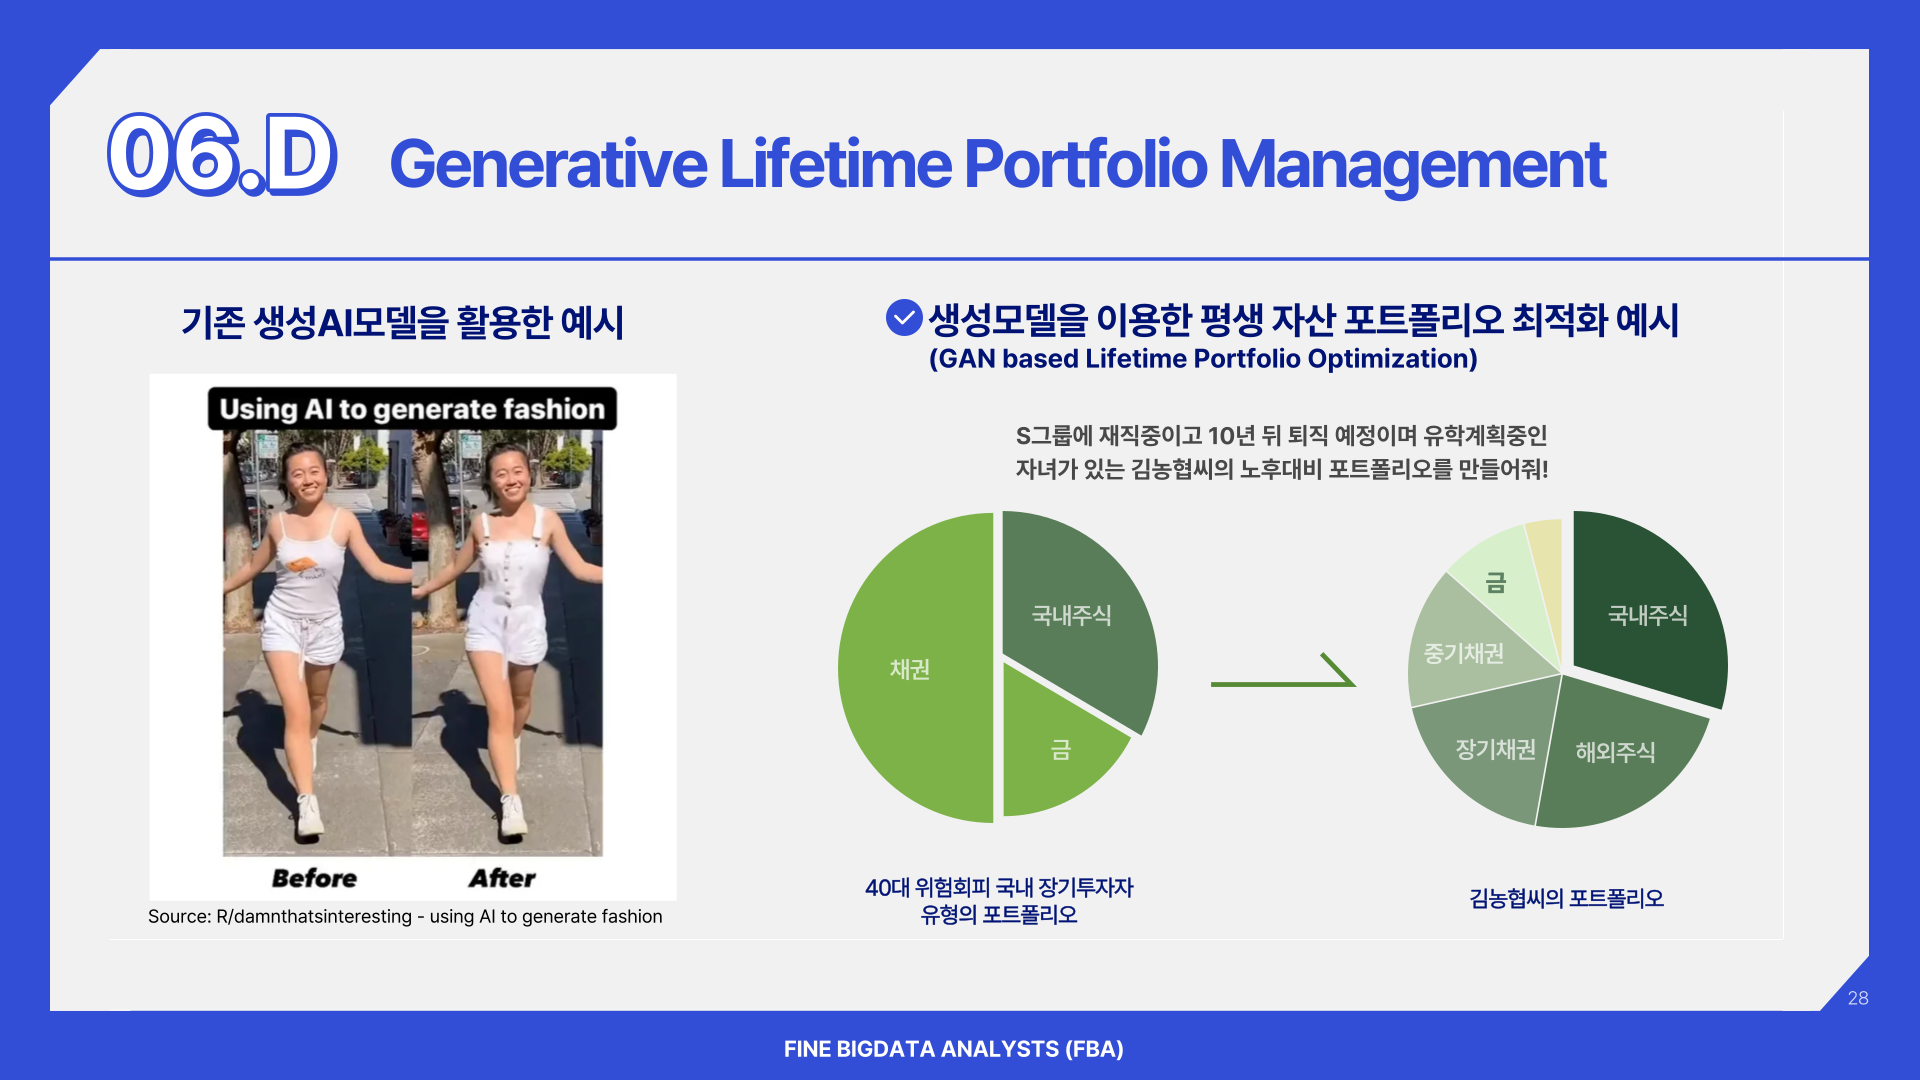 06.D
Generative Lifetime Portfolio Management
기존 생성AI모델을 활용한 예시
Using AI to generate fashion
Before
After
Source: R/damnthatsinteresting - using AI to generate fashion
생성모델을 이용한 평생 자산 포트폴리오 최적화 예시
(GAN based Lifetime Portfolio Optimization)
S그룹에 재직중이고 10년 뒤 퇴직 예정이며 유학계획중인
자녀가 있는 김농협씨의 노후대비 포트폴리오를 만들어줘!
국내주식
채권
금
40대 위험회피 국내 장기투자자
유형의 포트폴리오
금
국내주식
중기채권
장기채권
해외주식
김농협씨의 포트폴리오
28
FINE BIGDATA ANALYSTS (FBA)